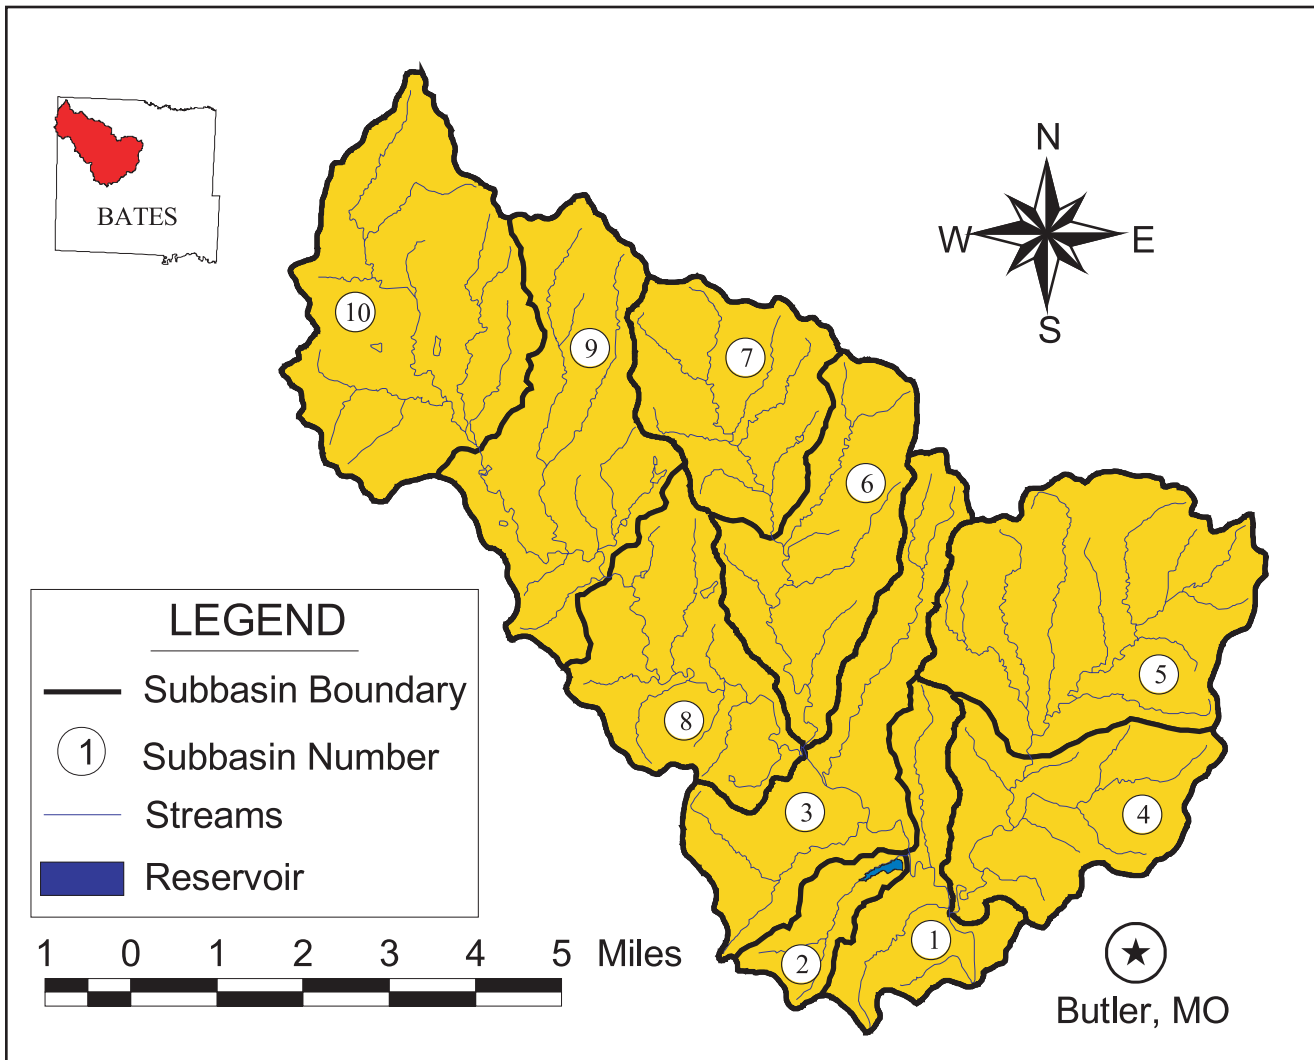 N
BATES
W E
S
10
9
7
6
5
8
3
4
1
2
LEGEND
Subbasin Boundary
1 Subbasin Number
Streams
Reservoir
1 0 1 2 3 4 5 Miles
Butler, MO